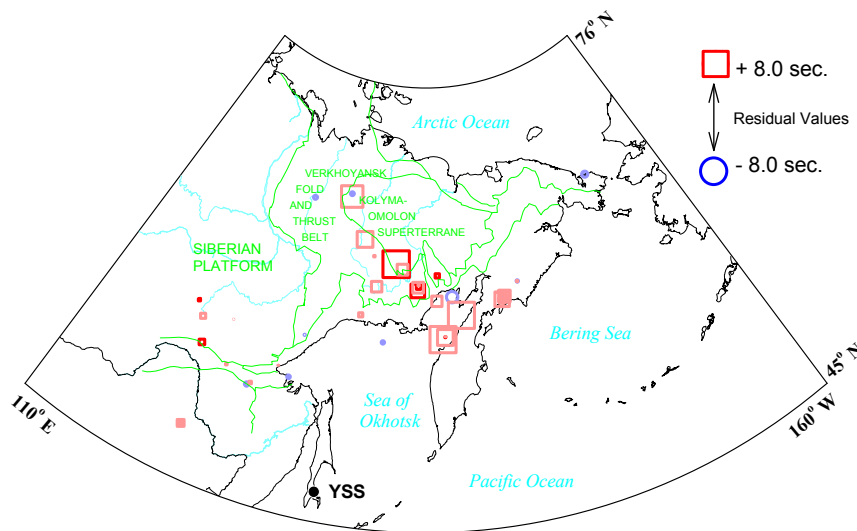 76° N
+ 8.0 sec.
Arctic Ocean
Residual Values
- 8.0 sec.
VERKHOYANSK
FOLD
AND
THRUST
BELT
KOLYMA-
OMOLON
SUPERTERRANE
SIBERIAN
PLATFORM
Bering Sea
45° N
110° E
160° W
Sea of
Okhotsk
Pacific Ocean
YSS